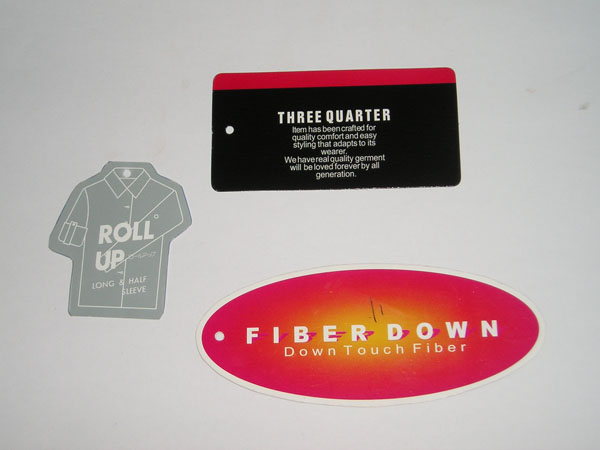 THREE QUARTER
Item has been crafted for
quality comfort and easy
styling that adapts to its
wearer.
We have real quality germent
will be loved forever by all
generation.
ROLL
UP
LONG & HALF
SLEEVE
FIBER DOWN
Down Touch Fiber